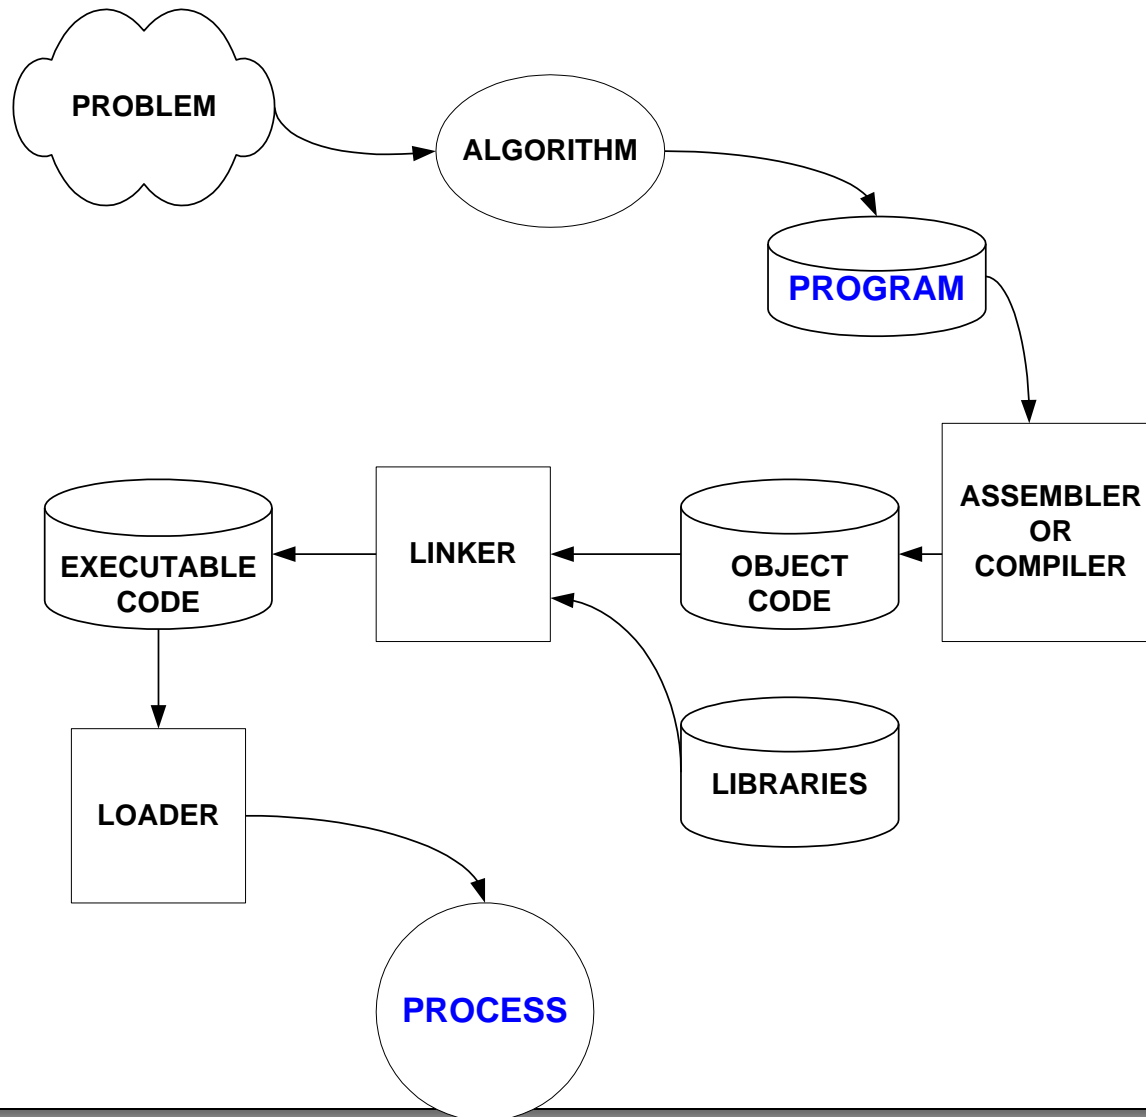 PROBLEM
ALGORITHM
PROGRAM
ASSEMBLER
OR
COMPILER
OBJECT
CODE
LINKER
EXECUTABLE
CODE
LIBRARIES
LOADER
PROCESS